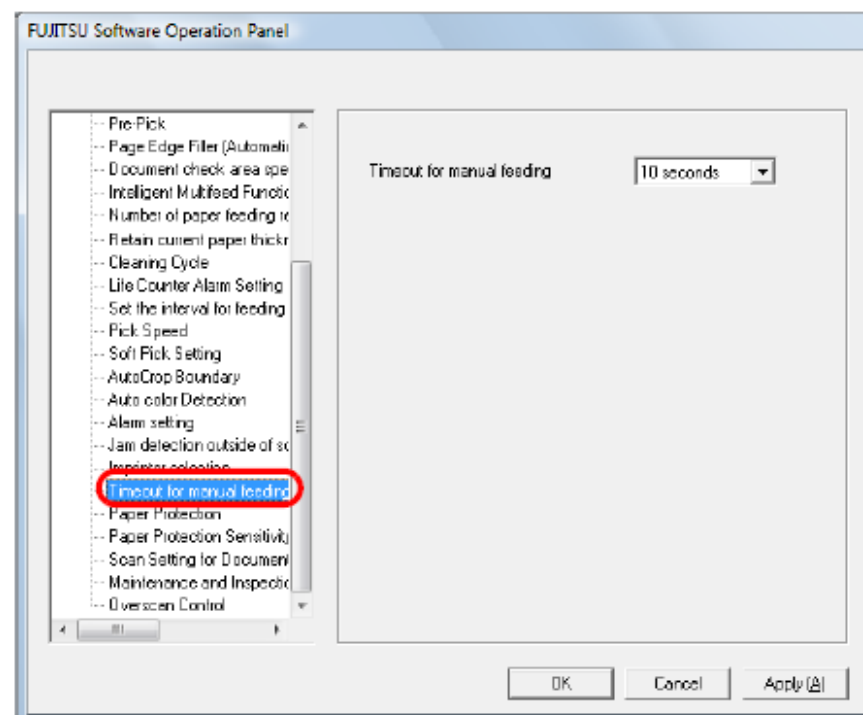 FUJITSU Software Operation Panel
Pre-Pick
Page Edge Filler (Automati
Document check area spe
Intelligent Multifeed Functio
Number of paper feeding re
Retain current paper thickr
Cleaning Cycle
Life Counter Alarm Setting
Set the interval for feeding
Pick Speed
Soft Pick Setting
AutoCrop Boundary
Auto color Detection
Alarm setting
Jam detection outside of sc
Imprinter selection
Timeout for manual feeding
Paper Protection
Paper Protection Sensitivity
Scan Setting for Document
Maintenance and Inspectic
Overscan Control
Timeout for manual feeding
10 seconds
OK
Cancel
Apply (A)